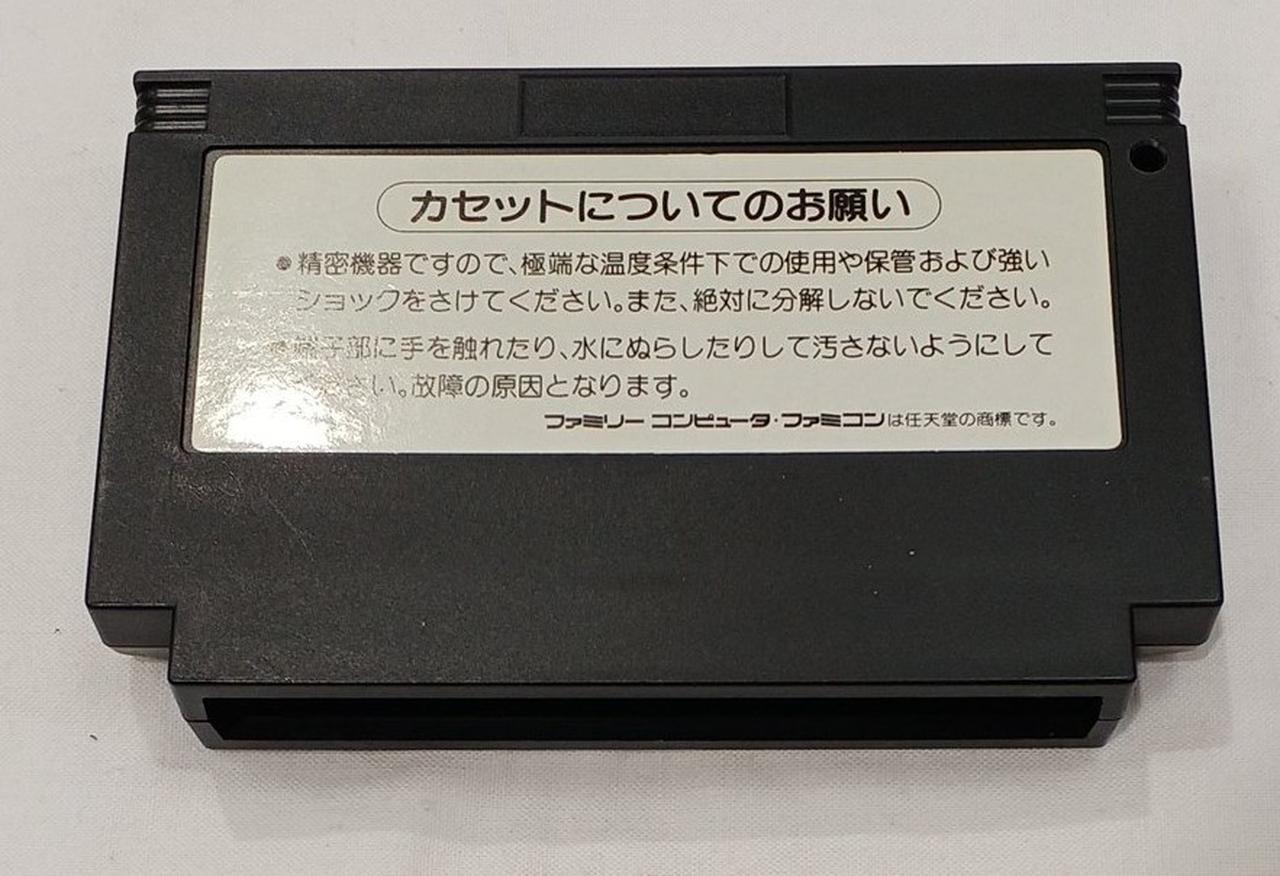 カセットについてのお願い
●精密機器ですので、極端な温度条件下での使用や保管および強い
ショックをさけてください。また、絶対に分解しないでください。
●端子部に手を触れたり、水にぬらしたりして汚さないようにして
ください。故障の原因となります。
ファミリー コンピュータ・ファミコンは任天堂の商標です。